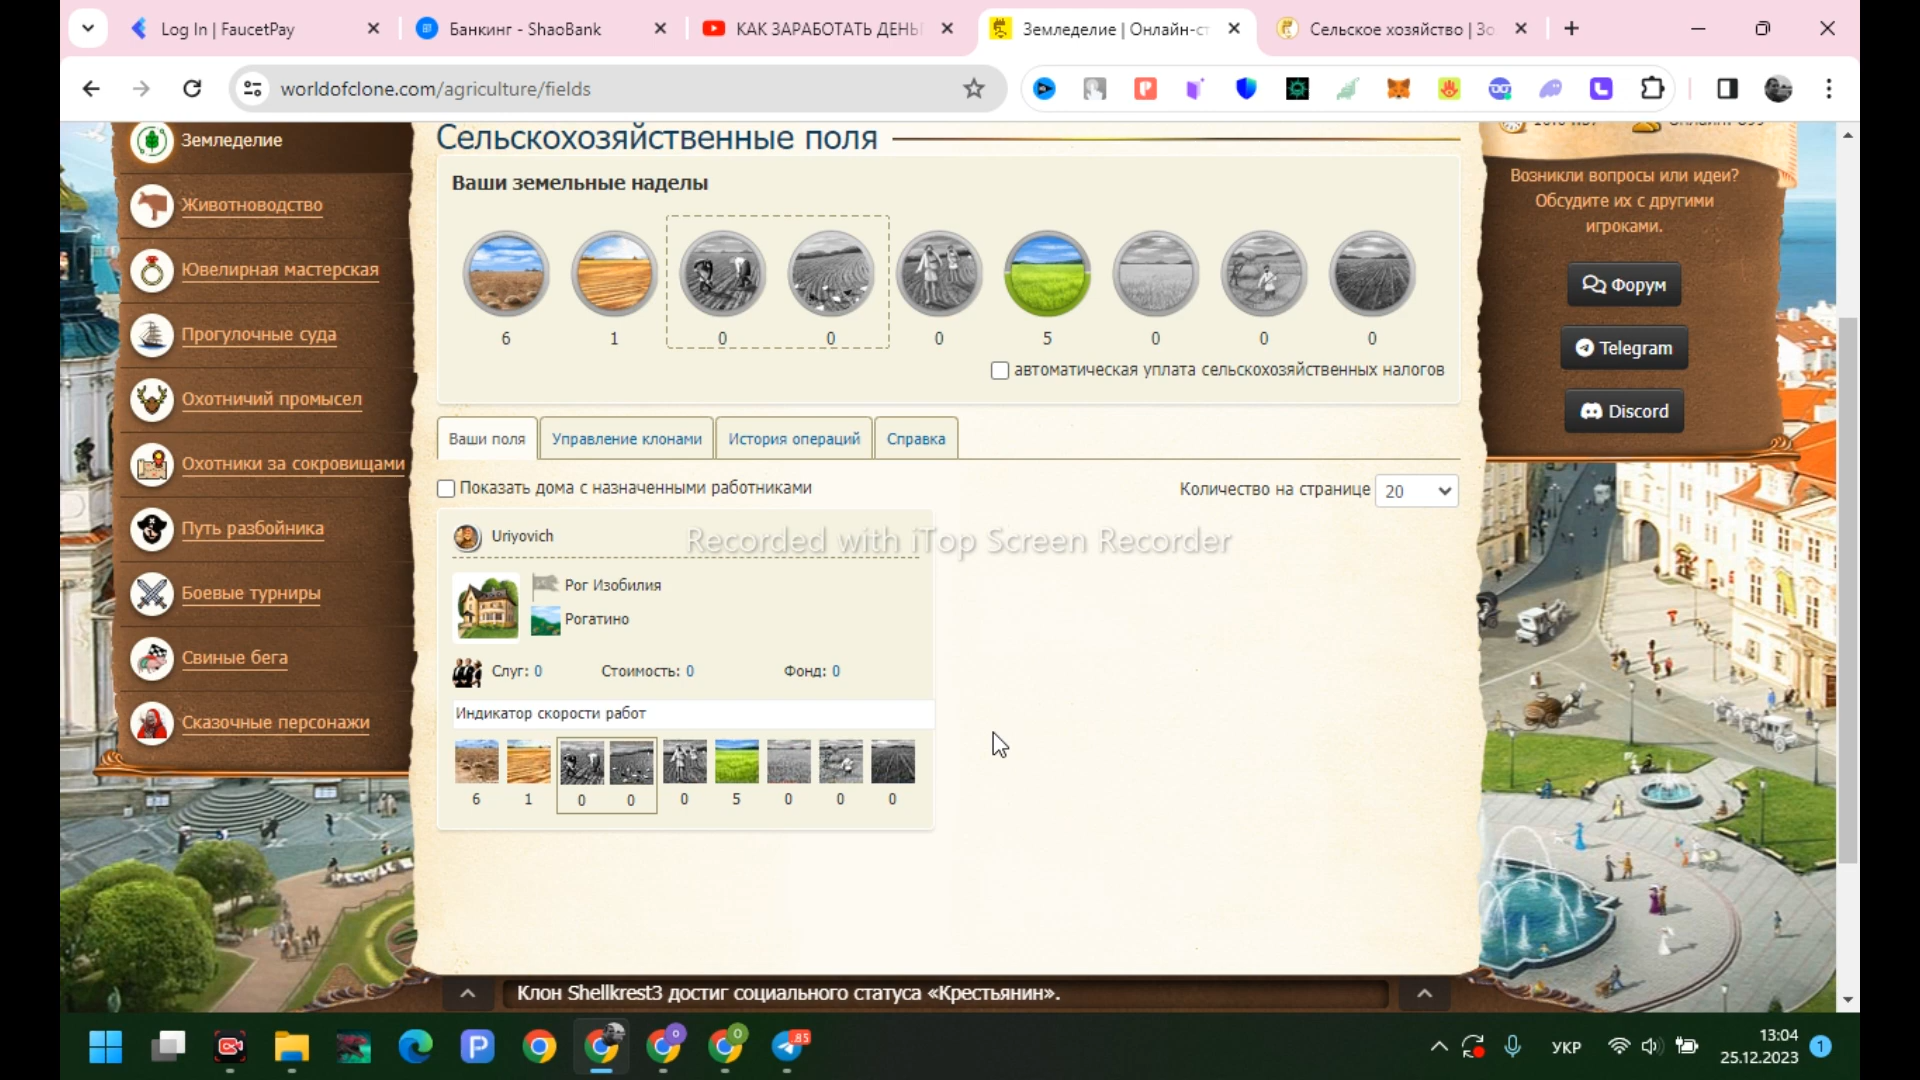 Log In | FaucetPay
Банкинг - ShaoBank
КАК ЗАРАБОТАТЬ ДЕНЬГ
Земледелие | Онлайн-ст
Сельское хозяйство | Зо
worldofclone.com/agriculture/fields
Земледелие
Животноводство
Ювелирная мастерская
Прогулочные суда
Охотничий промысел
Охотники за сокровищами
Путь разбойника
Боевые турниры
Свиные бега
Сказочные персонажи
Сельскохозяйственные поля
Ваши земельные наделы
6 1 0 0 0 5 0 0 0
автоматическая уплата сельскохозяйственных налогов
Ваши поля
Управление клонами
История операций
Справка
Показать дома с назначенными работниками
Количество на странице 20
Uriyovich
Recorded with iTop Screen Recorder
Рог Изобилия
Рогатино
Слуг: 0 Стоимость: 0 Фонд: 0
Индикатор скорости работ
6 1 0 0 0 5 0 0 0
Возникли вопросы или идеи?
Обсудите их с другими
игроками.
Форум
Telegram
Discord
Клон Shellkrest3 достиг социального статуса «Крестьянин».
85
УКР
13:04
25.12.2023
1